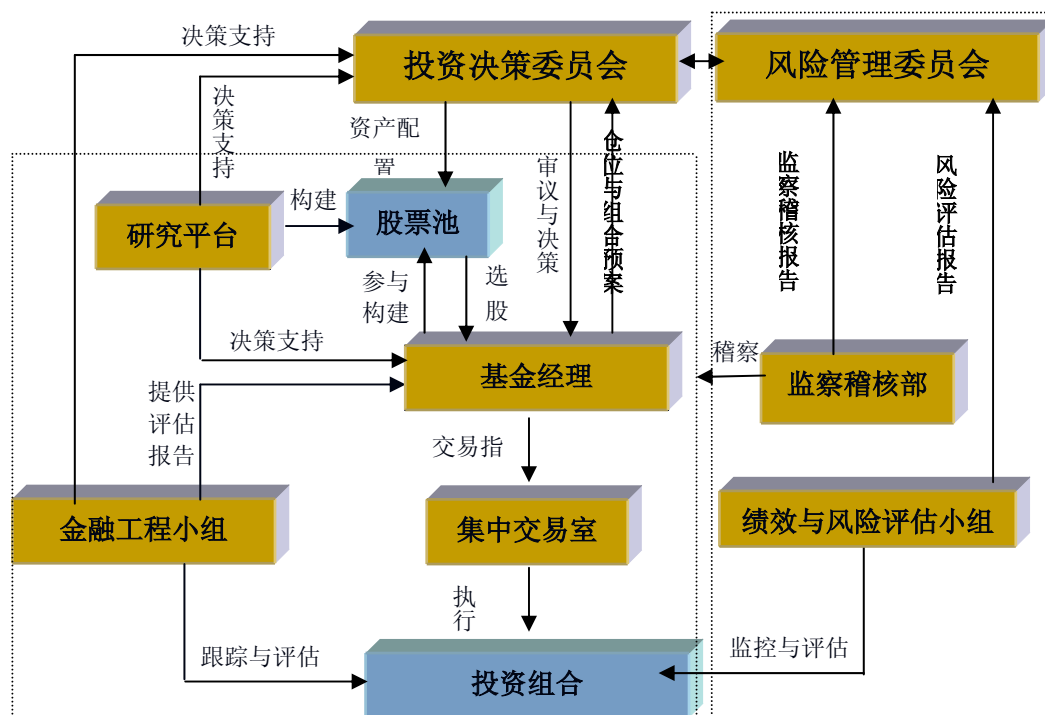 决策支持
投资决策委员会
风险管理委员会
决策支持
资产配
置
审议与决策
仓位与组合预案
监察稽核报告
风险评估报告
研究平台
构建
股票池
参与
构建
选
股
决策支持
基金经理
稽察
监察稽核部
提供
评估
报告
交易指
金融工程小组
集中交易室
绩效与风险评估小组
执
行
跟踪与评估
投资组合
监控与评估